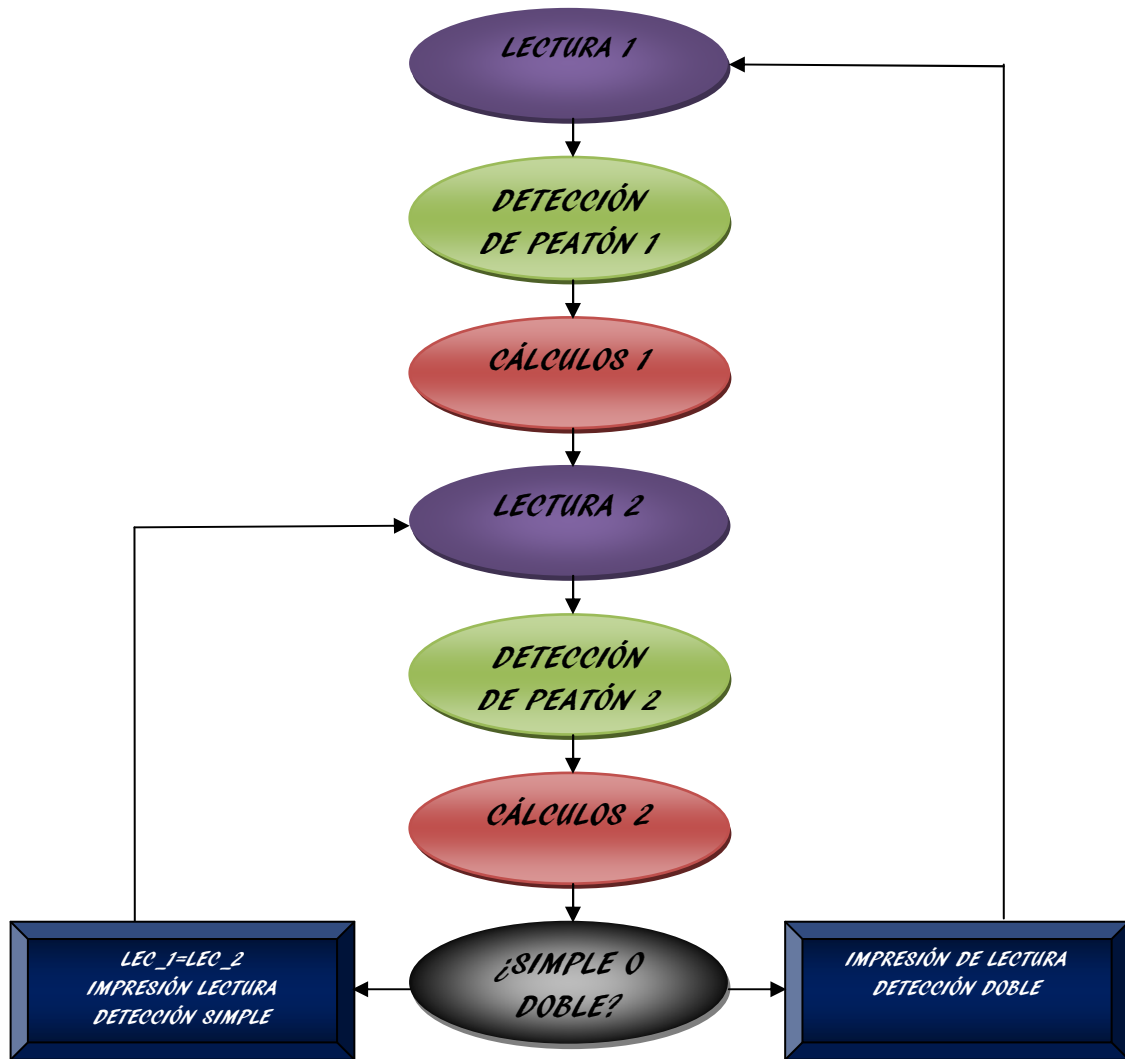 LECTURA 1
DETECCIÓN
DE PEATÓN 1
CÁLCULOS 1
LECTURA 2
DETECCIÓN
DE PEATÓN 2
CÁLCULOS 2
¿SIMPLE O
DOBLE?
LEC_1=LEC_2
IMPRESIÓN LECTURA
DETECCIÓN SIMPLE
IMPRESIÓN DE LECTURA
DETECCIÓN DOBLE